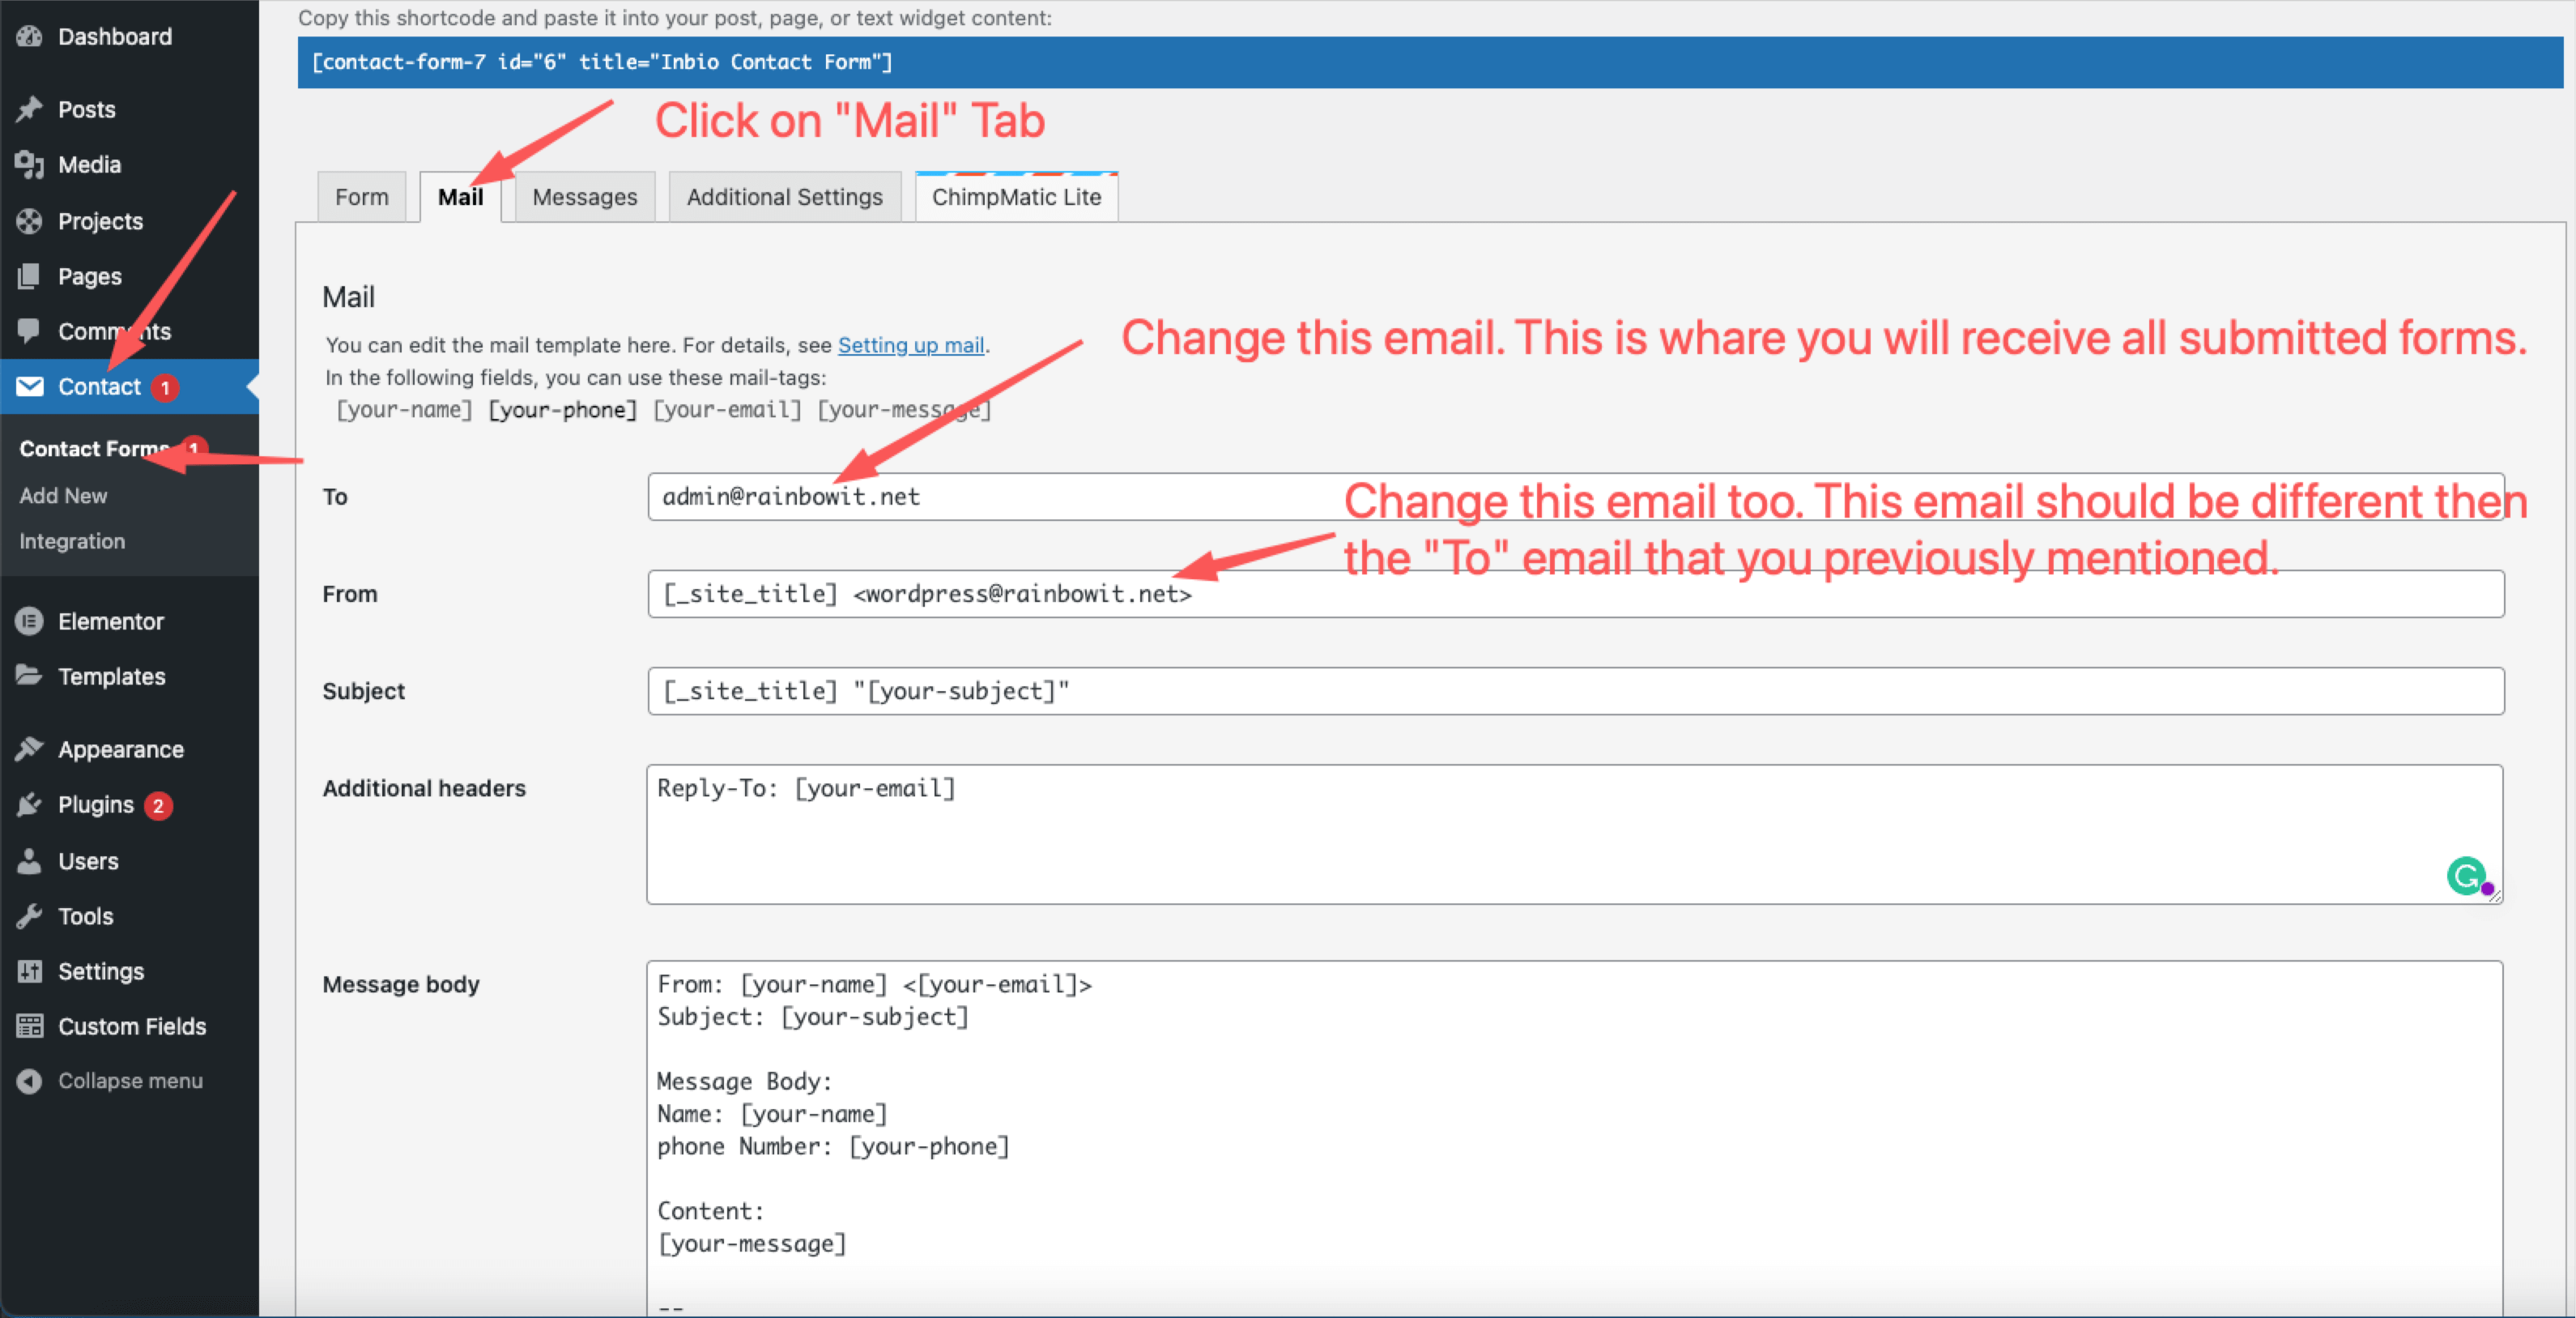 Dashboard
Posts
Media
Projects
Pages
Comments
Contact 1
Contact Forms 1
Add New
Integration
Elementor
Templates
Appearance
Plugins 2
Users
Tools
Settings
Custom Fields
Collapse menu
Copy this shortcode and paste it into your post, page, or text widget content:
[contact-form-7 id="6" title="Inbio Contact Form"]
Click on "Mail" Tab
Form Mail Messages Additional Settings ChimpMatic Lite
Mail
You can edit the mail template here. For details, see Setting up mail.
In the following fields, you can use these mail-tags:
[your-name] [your-phone] [your-email] [your-message]
Change this email. This is whare you will receive all submitted forms.
To admin@rainbowit.net
Change this email too. This email should be different then
the "To" email that you previously mentioned.
From [_site_title] <wordpress@rainbowit.net>
Subject [_site_title] "[your-subject]"
Additional headers Reply-To: [your-email]
Message body From: [your-name] <[your-email]>
Subject: [your-subject]
Message Body:
Name: [your-name]
phone Number: [your-phone]
Content:
[your-message]
--